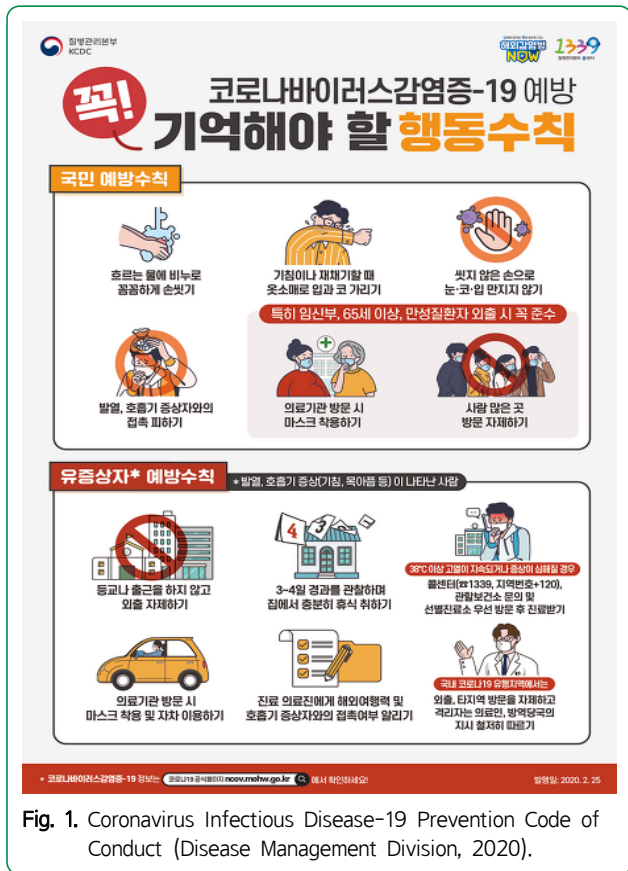 질병관리본부
KCDC
해외감염병
NOW
1339
질병관리본부 콜센터
꼭!
코로나바이러스감염증-19 예방
기억해야 할 행동수칙
국민 예방수칙
흐르는 물에 비누로
꼼꼼하게 손씻기
기침이나 재채기할 때
옷소매로 입과 코 가리기
씻지 않은 손으로
눈·코·입 만지지 않기
특히 임신부, 65세 이상, 만성질환자 외출 시 꼭 준수
발열, 호흡기 증상자와의
접촉 피하기
의료기관 방문 시
마스크 착용하기
사람 많은 곳
방문 자제하기
유증상자* 예방수칙
* 발열, 호흡기 증상(기침, 목아픔 등) 이 나타난 사람
등교나 출근을 하지 않고
외출 자제하기
4 3
3~4일 경과를 관찰하며
집에서 충분히 휴식 취하기
38℃ 이상 고열이 지속되거나 증상이 심해질 경우
콜센터(☎1339, 지역번호+120),
관할보건소 문의 및
선별진료소 우선 방문 후 진료받기
의료기관 방문 시
마스크 착용 및 자차 이용하기
진료 의료진에게 해외여행력 및
호흡기 증상자와의 접촉여부 알리기
국내 코로나19 유행지역에서는
외출, 타지역 방문을 자제하고
격리자는 의료인, 방역당국의
지시 철저히 따르기
* 코로나바이러스감염증-19 정보는 코로나19 공식페이지 ncov.mohw.go.kr 에서 확인하세요!
발행일: 2020. 2. 25
Fig. 1. Coronavirus Infectious Disease-19 Prevention Code of
Conduct (Disease Management Division, 2020).